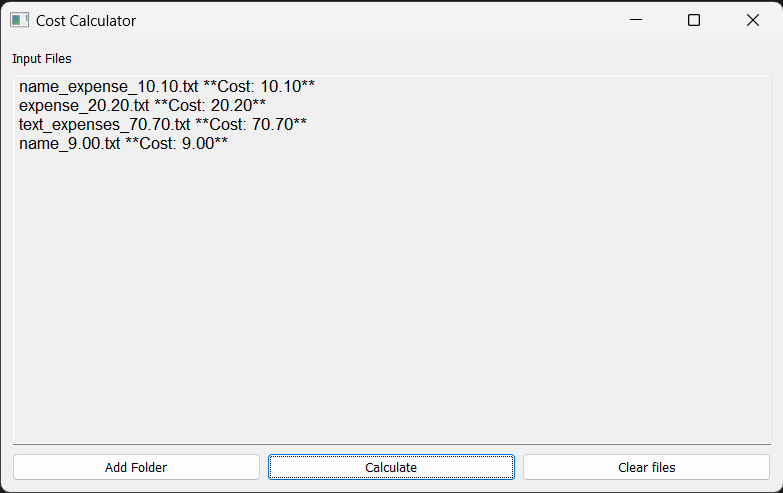 Cost Calculator
Input Files
name_expense_10.10.txt **Cost: 10.10**
expense_20.20.txt **Cost: 20.20**
text_expenses_70.70.txt **Cost: 70.70**
name_9.00.txt **Cost: 9.00**
Add Folder
Calculate
Clear files